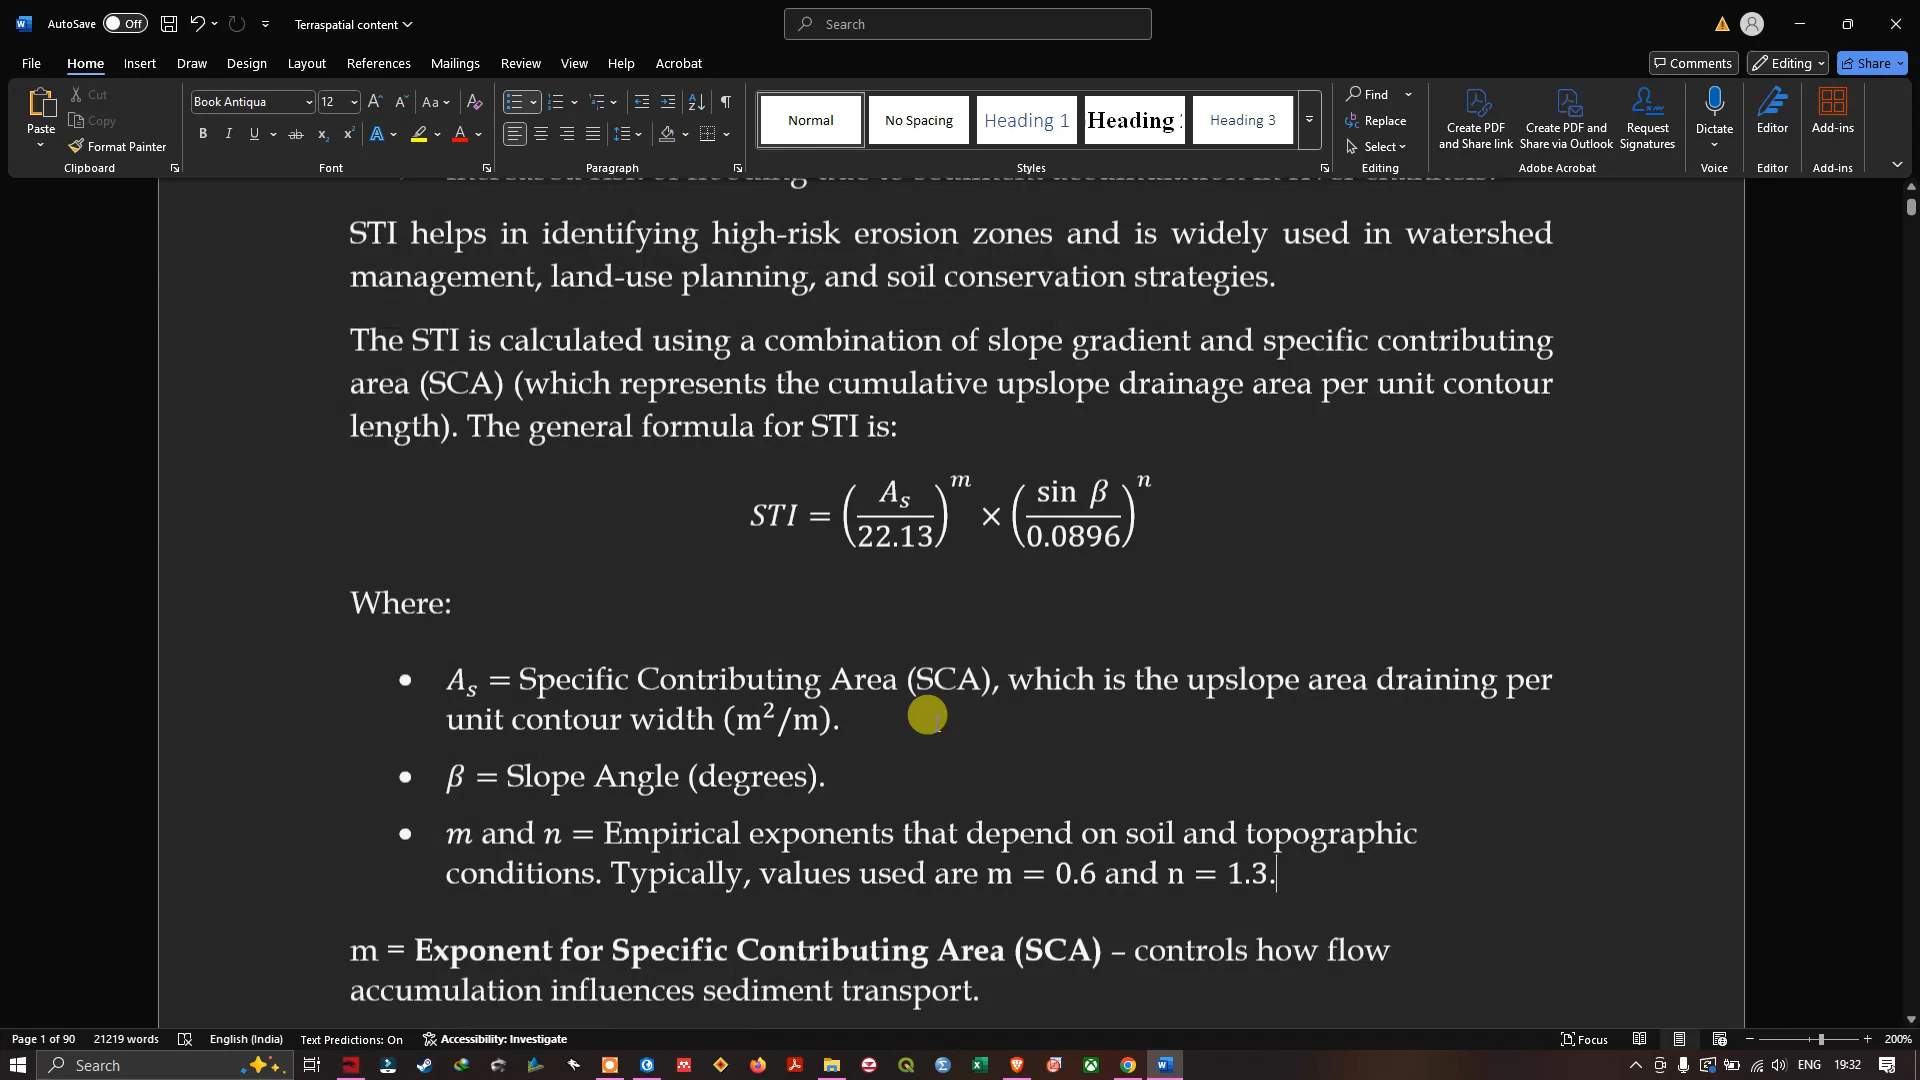 AutoSave Off Terraspatial content Search
File Home Insert Draw Design Layout References Mailings Review View Help Acrobat Comments Editing Share
Paste Cut Copy Format Painter
Book Antiqua 12
Normal No Spacing Heading 1 Heading Heading 3
Find Replace Select
Create PDF and Share link Create PDF and Share via Outlook Request Signatures Dictate Editor Add-ins
Clipboard Font Paragraph Styles Editing Adobe Acrobat Voice Editor Add-ins
STI helps in identifying high-risk erosion zones and is widely used in watershed
management, land-use planning, and soil conservation strategies.
The STI is calculated using a combination of slope gradient and specific contributing
area (SCA) (which represents the cumulative upslope drainage area per unit contour
length). The general formula for STI is:
STI = (A_s / 22.13)^m × (sin β / 0.0896)^n
Where:
• A_s = Specific Contributing Area (SCA), which is the upslope area draining per
unit contour width (m²/m).
• β = Slope Angle (degrees).
• m and n = Empirical exponents that depend on soil and topographic
conditions. Typically, values used are m = 0.6 and n = 1.3.
m = Exponent for Specific Contributing Area (SCA) – controls how flow
accumulation influences sediment transport.
Page 1 of 90 21219 words English (India) Text Predictions: On Accessibility: Investigate Focus 200%
Search ENG 19:32